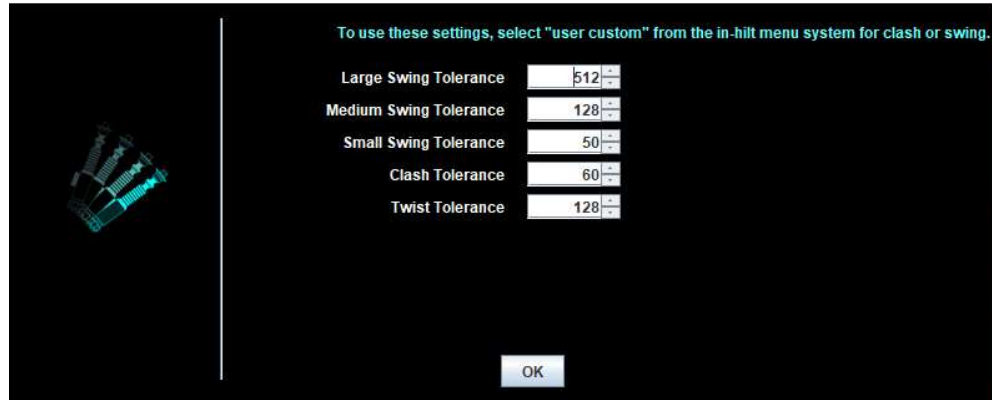 To use these settings, select "user custom" from the in-hilt menu system for clash or swing.
Large Swing Tolerance 512
Medium Swing Tolerance 128
Small Swing Tolerance 50
Clash Tolerance 60
Twist Tolerance 128
OK